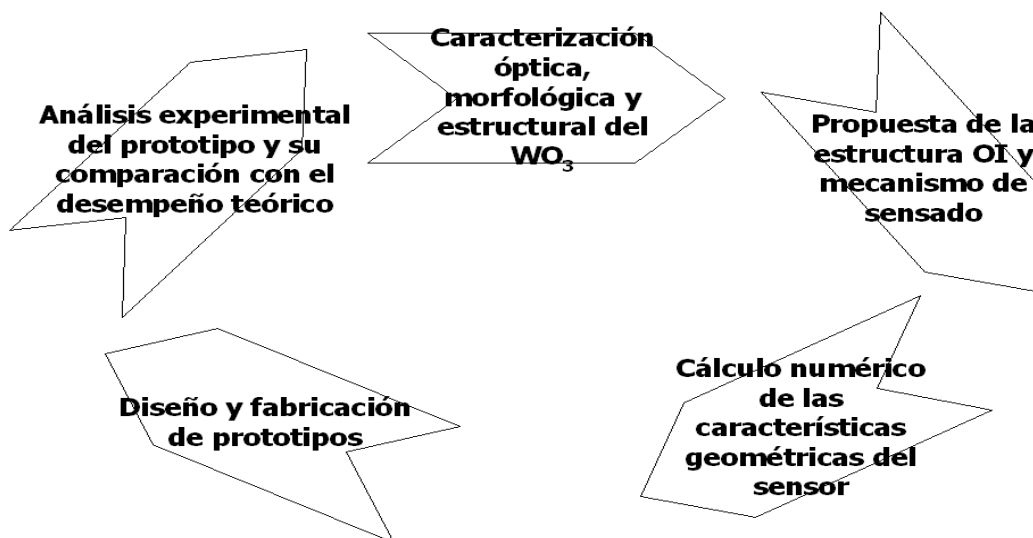 Caracterización
óptica,
morfológica y
estructural del
WO₃
Propuesta de la
estructura OI y
mecanismo de
sensado
Cálculo numérico
de las
características
geométricas del
sensor
Diseño y fabricación
de prototipos
Análisis experimental
del prototipo y su
comparación con el
desempeño teórico